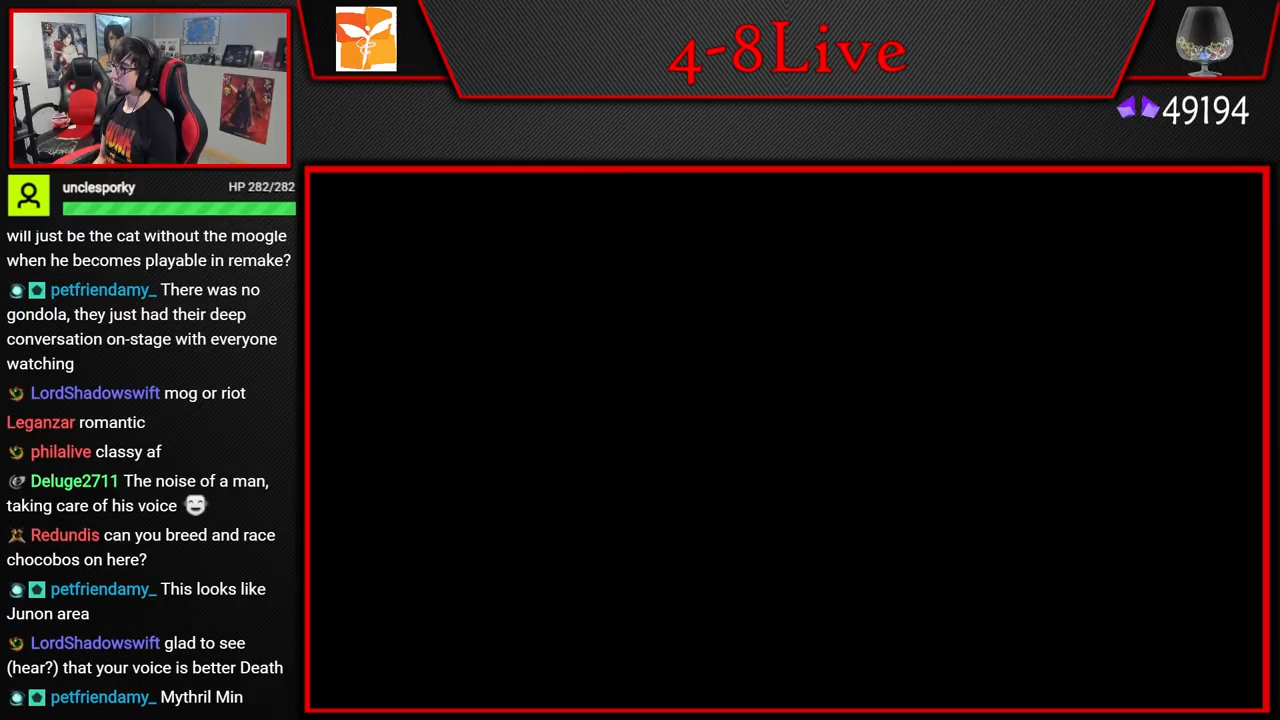 4-8Live
49194
unclesporky HP 282/282
will just be the cat without the moogle
when he becomes playable in remake?
petfriendamy_ There was no
gondola, they just had their deep
conversation on-stage with everyone
watching
LordShadowswift mog or riot
Leganzar romantic
philalive classy af
Deluge2711 The noise of a man,
taking care of his voice
Redundis can you breed and race
chocobos on here?
petfriendamy_ This looks like
Junon area
LordShadowswift glad to see
(hear?) that your voice is better Death
petfriendamy_ Mythril Min